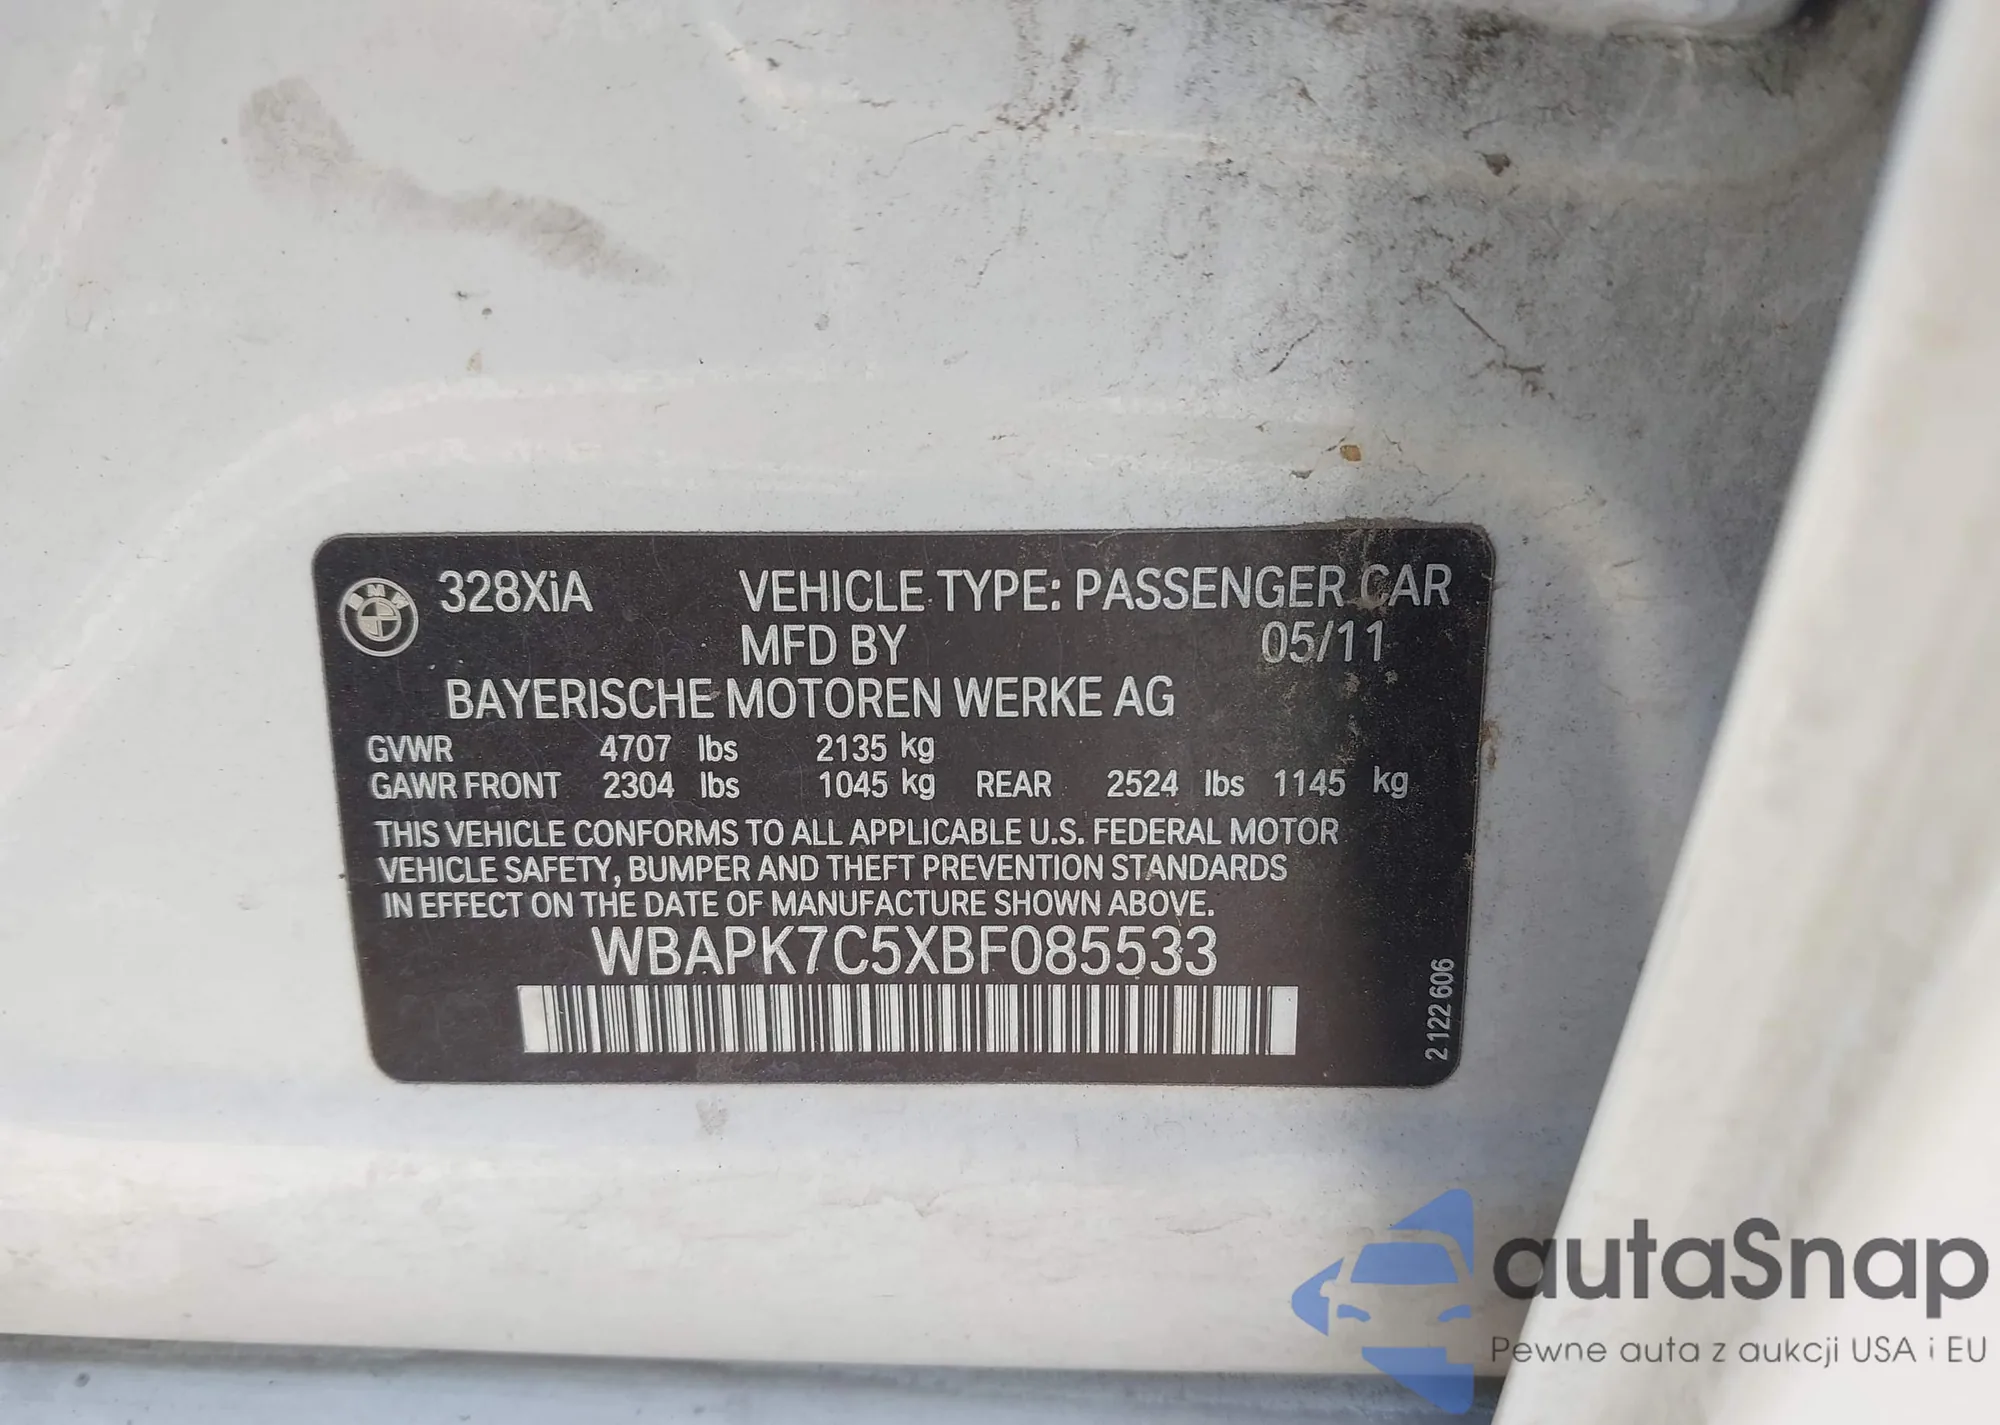 BMW
328XiA VEHICLE TYPE: PASSENGER CAR
MFD BY 05/11
BAYERISCHE MOTOREN WERKE AG
GVWR 4707 lbs 2135 kg
GAWR FRONT 2304 lbs 1045 kg REAR 2524 lbs 1145 kg
THIS VEHICLE CONFORMS TO ALL APPLICABLE U.S. FEDERAL MOTOR
VEHICLE SAFETY, BUMPER AND THEFT PREVENTION STANDARDS
IN EFFECT ON THE DATE OF MANUFACTURE SHOWN ABOVE.
WBAPK7C5XBF085533
2122606
autaSnap
Pewne auta z aukcji USA i EU